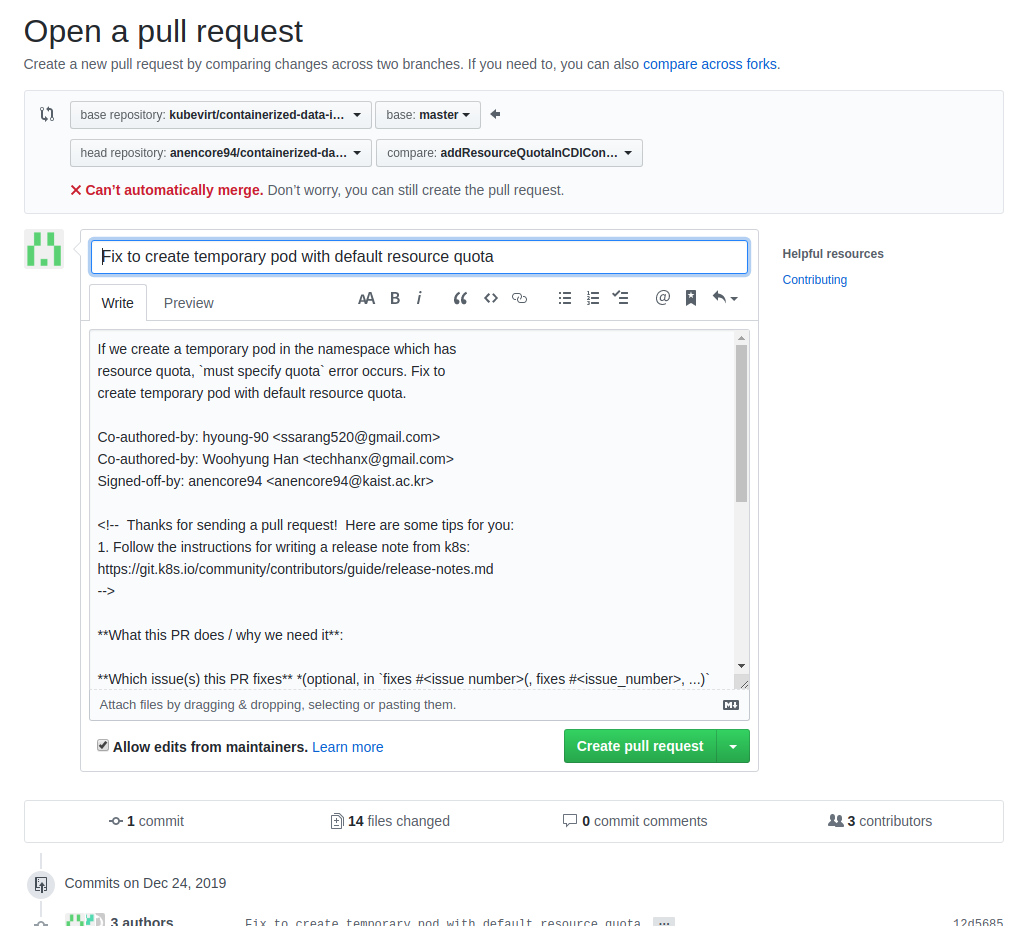 Open a pull request
Create a new pull request by comparing changes across two branches. If you need to, you can also compare across forks.
base repository: kubevirt/containerized-data-i... base: master
head repository: anencore94/containerized-da... compare: addResourceQuotaInCDICon...
Can't automatically merge. Don't worry, you can still create the pull request.
Fix to create temporary pod with default resource quota
Helpful resources
Contributing
Write Preview AA B i
If we create a temporary pod in the namespace which has
resource quota, `must specify quota` error occurs. Fix to
create temporary pod with default resource quota.
Co-authored-by: hyoung-90 <ssarang520@gmail.com>
Co-authored-by: Woohyung Han <techhanx@gmail.com>
Signed-off-by: anencore94 <anencore94@kaist.ac.kr>
<!--  Thanks for sending a pull request!  Here are some tips for you:
1. Follow the instructions for writing a release note from k8s:
https://git.k8s.io/community/contributors/guide/release-notes.md
-->
**What this PR does / why we need it**:
**Which issue(s) this PR fixes** *(optional, in `fixes #<issue number>(, fixes #<issue_number>, ...)`
Attach files by dragging & dropping, selecting or pasting them.
Allow edits from maintainers. Learn more
Create pull request
1 commit 14 files changed 0 commit comments 3 contributors
Commits on Dec 24, 2019
3 authors Fix to create temporary pod with default resource quota ... 12d5685